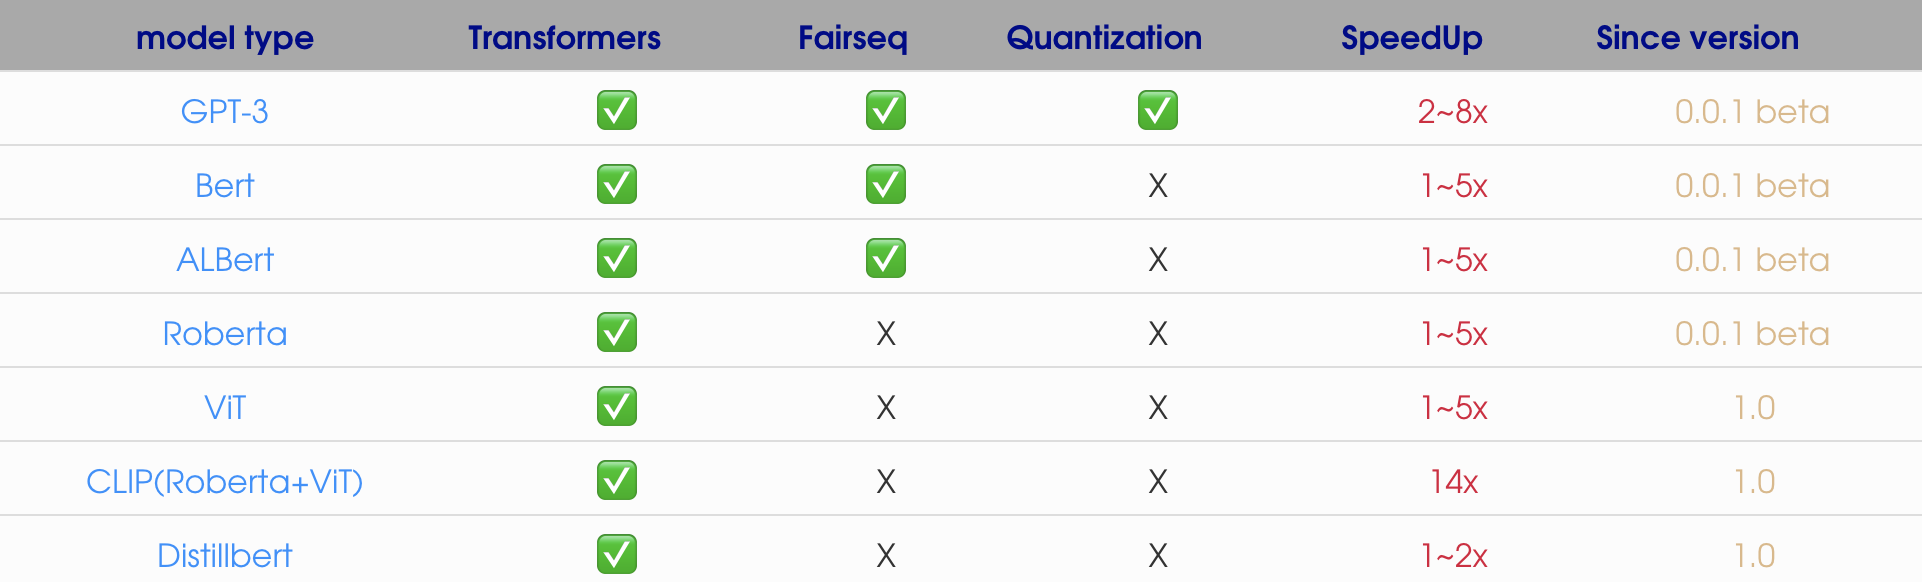 model type Transformers Fairseq Quantization SpeedUp Since version
GPT-3 ✅ ✅ ✅ 2~8x 0.0.1 beta
Bert ✅ ✅ X 1~5x 0.0.1 beta
ALBert ✅ ✅ X 1~5x 0.0.1 beta
Roberta ✅ X X 1~5x 0.0.1 beta
ViT ✅ X X 1~5x 1.0
CLIP(Roberta+ViT) ✅ X X 14x 1.0
Distillbert ✅ X X 1~2x 1.0